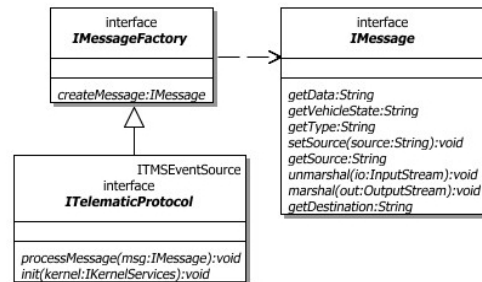 interface
IMessageFactory
createMessage:IMessage
interface
IMessage
getData:String
getVehicleState:String
getType:String
setSource(source:String):void
getSource:String
unmarshal(io:InputStream):void
marshal(out:OutputStream):void
getDestination:String
ITMSEventSource
interface
ITelematicProtocol
processMessage(msg:IMessage):void
init(kernel:IKernelServices):void